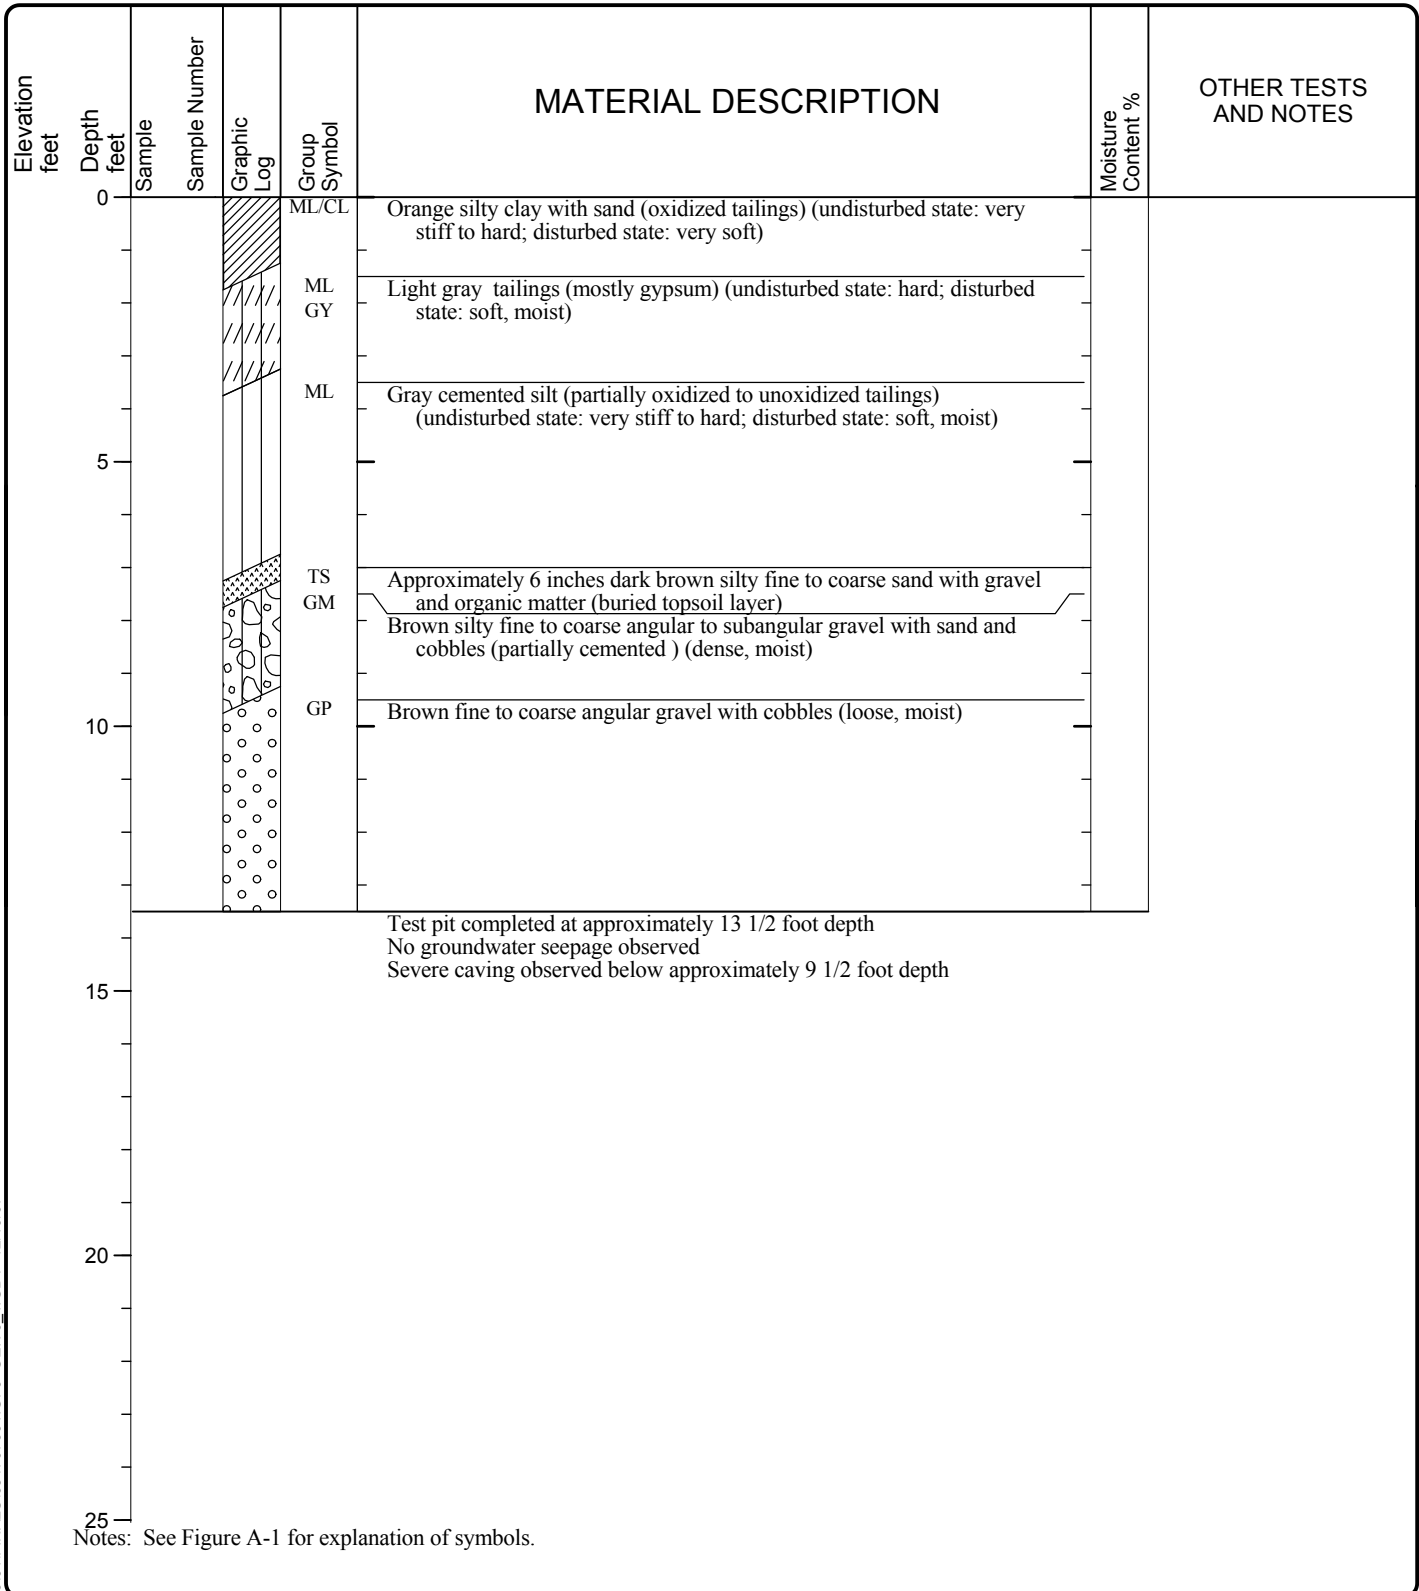 Elevation
feet
Depth
feet
Sample
Sample Number
Graphic
Log
Group
Symbol
MATERIAL DESCRIPTION
Moisture
Content %
OTHER TESTS
AND NOTES
0
ML/CL
Orange silty clay with sand (oxidized tailings) (undisturbed state: very
stiff to hard; disturbed state: very soft)
ML
GY
Light gray  tailings (mostly gypsum) (undisturbed state: hard; disturbed
state: soft, moist)
ML
Gray cemented silt (partially oxidized to unoxidized tailings)
(undisturbed state: very stiff to hard; disturbed state: soft, moist)
5
TS
Approximately 6 inches dark brown silty fine to coarse sand with gravel
and organic matter (buried topsoil layer)
GM
Brown silty fine to coarse angular to subangular gravel with sand and
cobbles (partially cemented ) (dense, moist)
GP
Brown fine to coarse angular gravel with cobbles (loose, moist)
10
Test pit completed at approximately 13 1/2 foot depth
No groundwater seepage observed
Severe caving observed below approximately 9 1/2 foot depth
15
20
25
Notes:  See Figure A-1 for explanation of symbols.